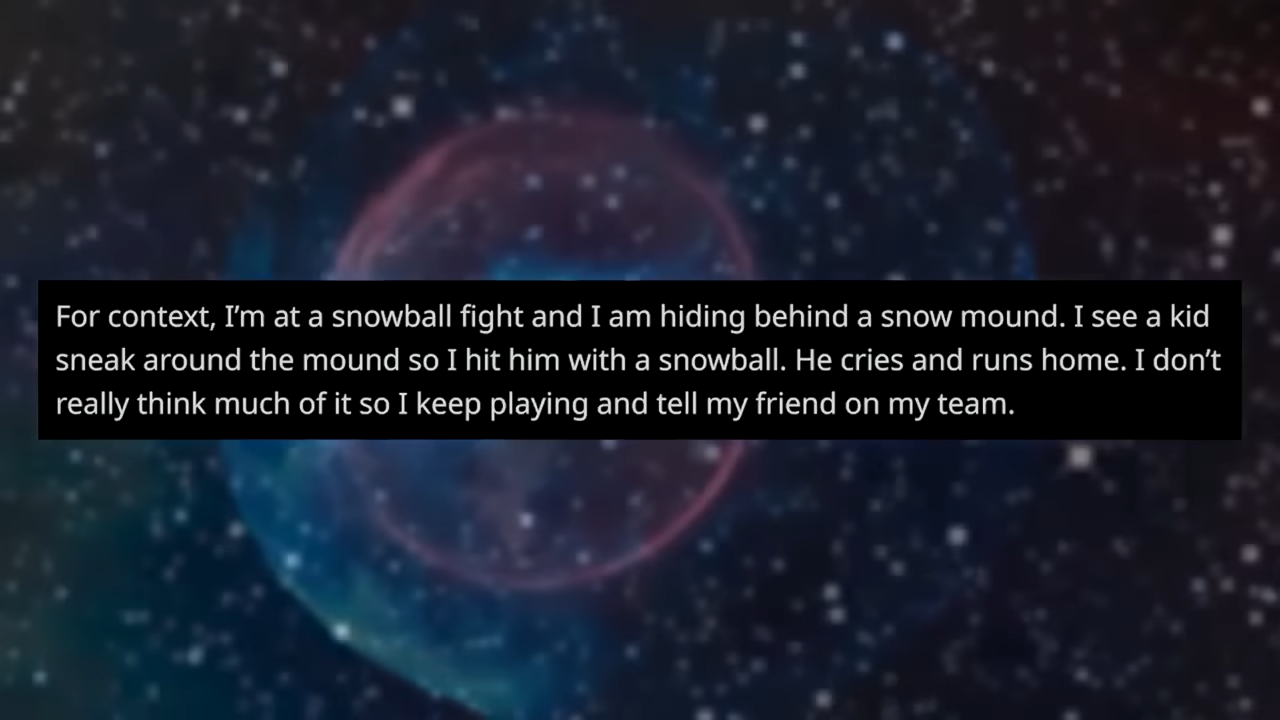 For context, I’m at a snowball fight and I am hiding behind a snow mound. I see a kid
sneak around the mound so I hit him with a snowball. He cries and runs home. I don’t
really think much of it so I keep playing and tell my friend on my team.